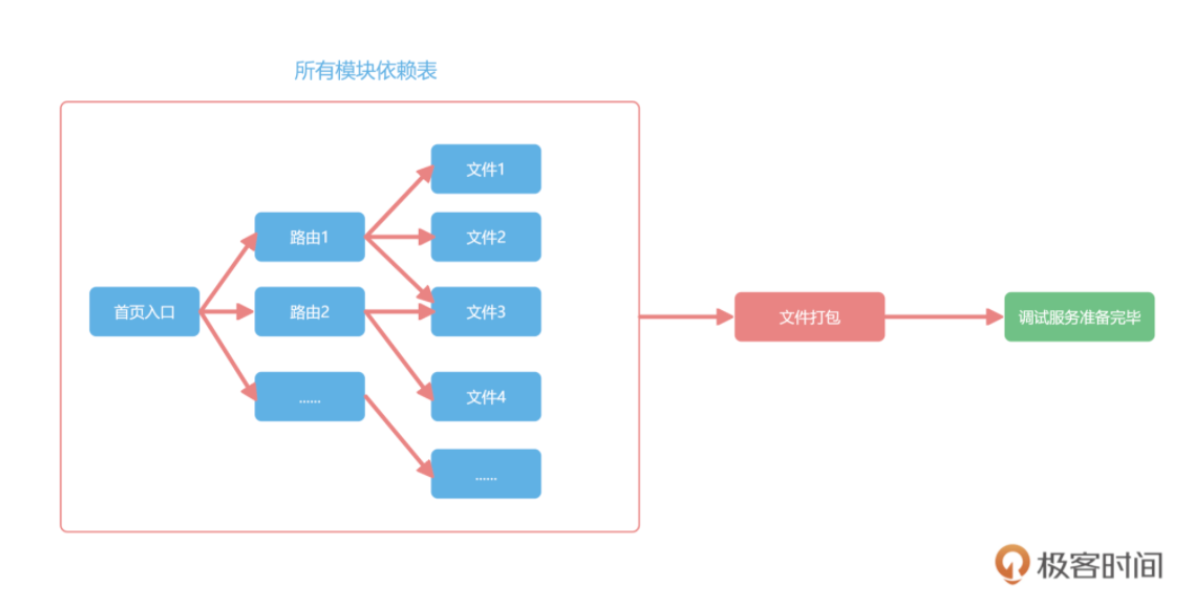 所有模块依赖表
文件1
路由1
文件2
首页入口
路由2
文件3
文件打包
调试服务准备完毕
......
文件4
......
极客时间